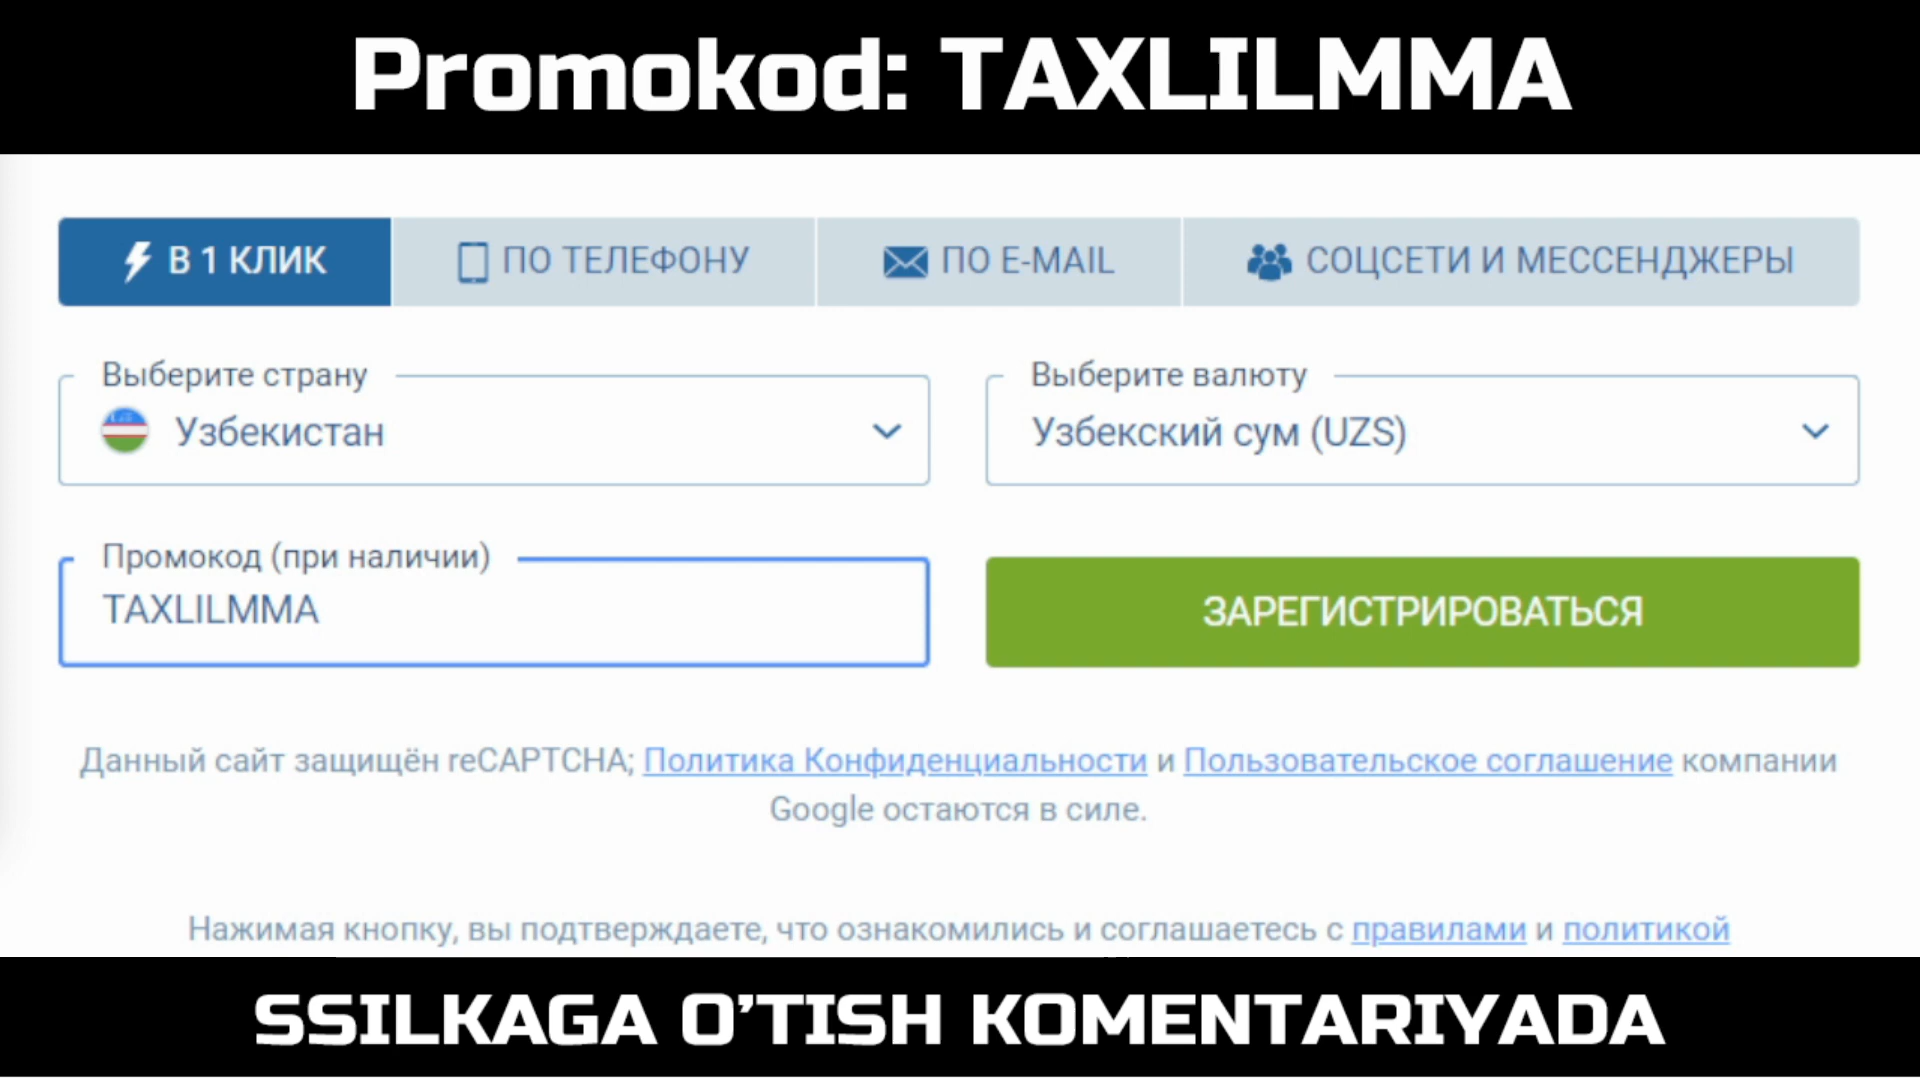 Promokod: TAXLILMMA
В 1 КЛИК
ПО ТЕЛЕФОНУ
ПО E-MAIL
СОЦСЕТИ И МЕССЕНДЖЕРЫ
Выберите страну
Узбекистан
Выберите валюту
Узбекский сум (UZS)
Промокод (при наличии)
TAXLILMMA
ЗАРЕГИСТРИРОВАТЬСЯ
Данный сайт защищён reCAPTCHA; Политика Конфиденциальности и Пользовательское соглашение компании
Google остаются в силе.
Нажимая кнопку, вы подтверждаете, что ознакомились и соглашаетесь с правилами и политикой
SSILKAGA O’TISH KOMENTARIYADA